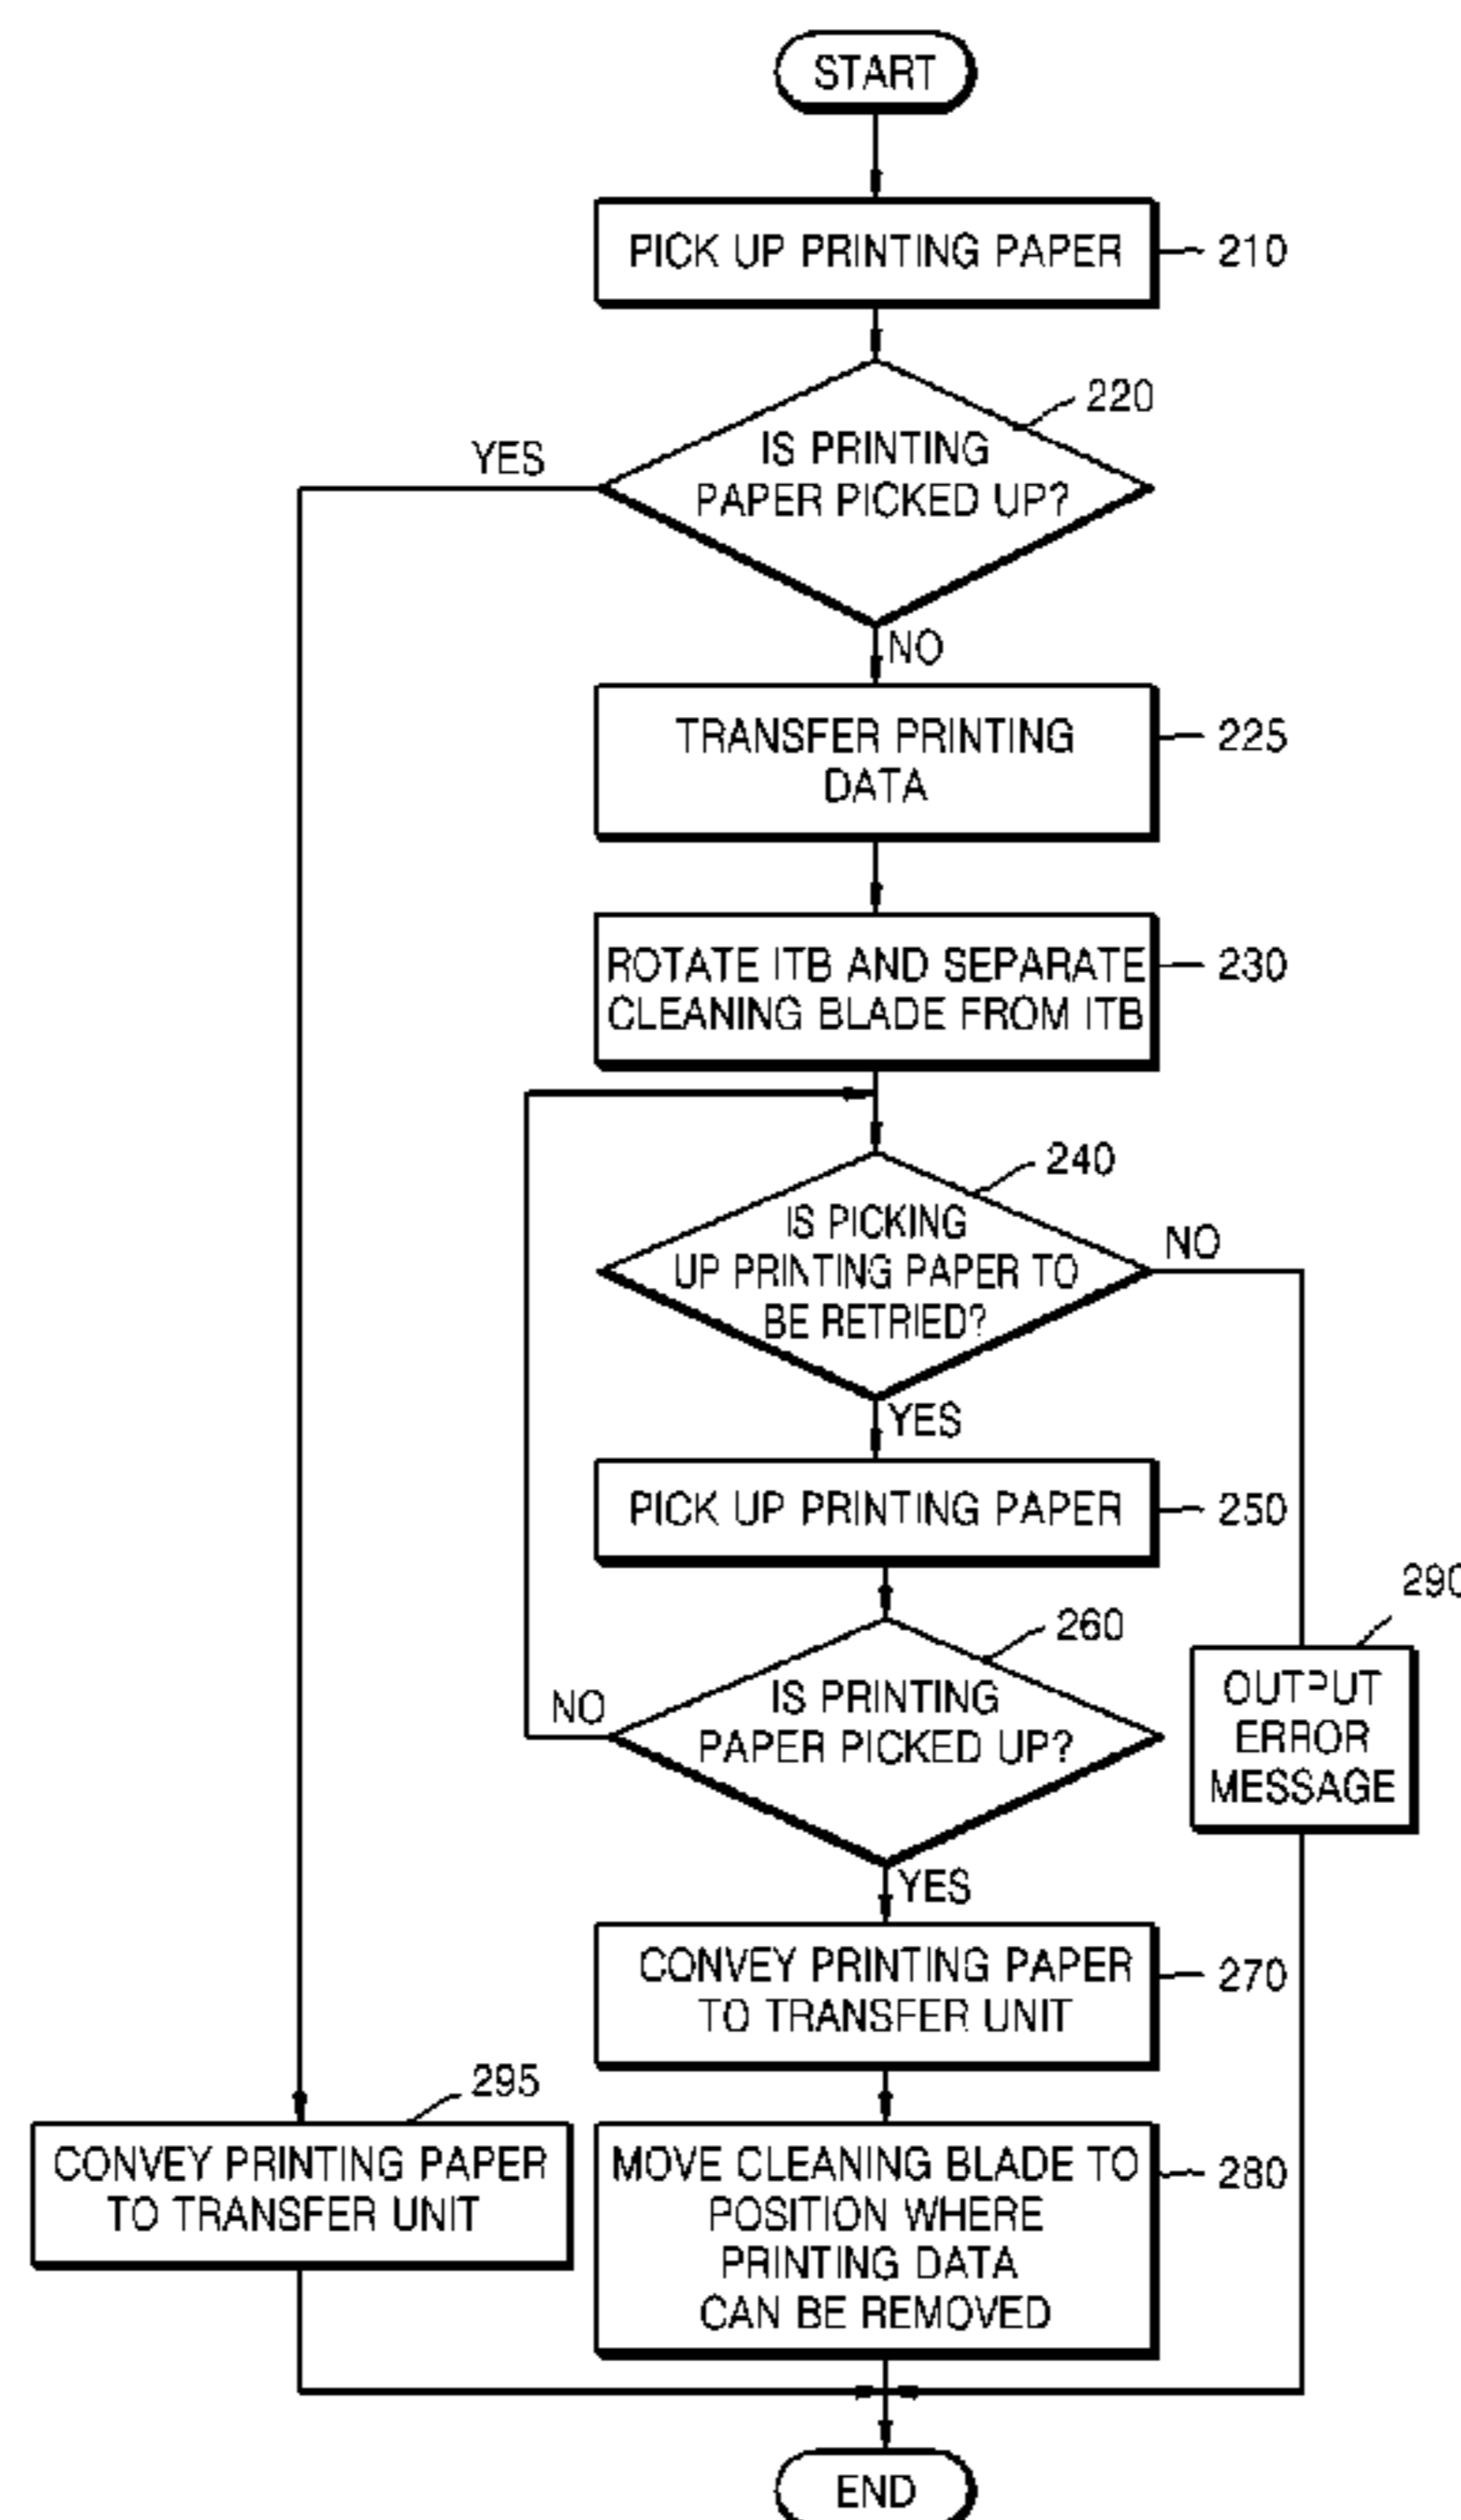 START
PICK UP PRINTING PAPER
210
220
IS PRINTING
PAPER PICKED UP?
YES
NO
TRANSFER PRINTING
DATA
225
ROTATE ITB AND SEPARATE
CLEANING BLADE FROM ITB
230
240
IS PICKING
UP PRINTING PAPER TO
BE RETRIED?
NO
YES
PICK UP PRINTING PAPER
250
290
260
IS PRINTING
PAPER PICKED UP?
NO
OUTPUT
ERROR
MESSAGE
YES
CONVEY PRINTING PAPER
TO TRANSFER UNIT
270
295
CONVEY PRINTING PAPER
TO TRANSFER UNIT
MOVE CLEANING BLADE TO
POSITION WHERE
PRINTING DATA
CAN BE REMOVED
280
END